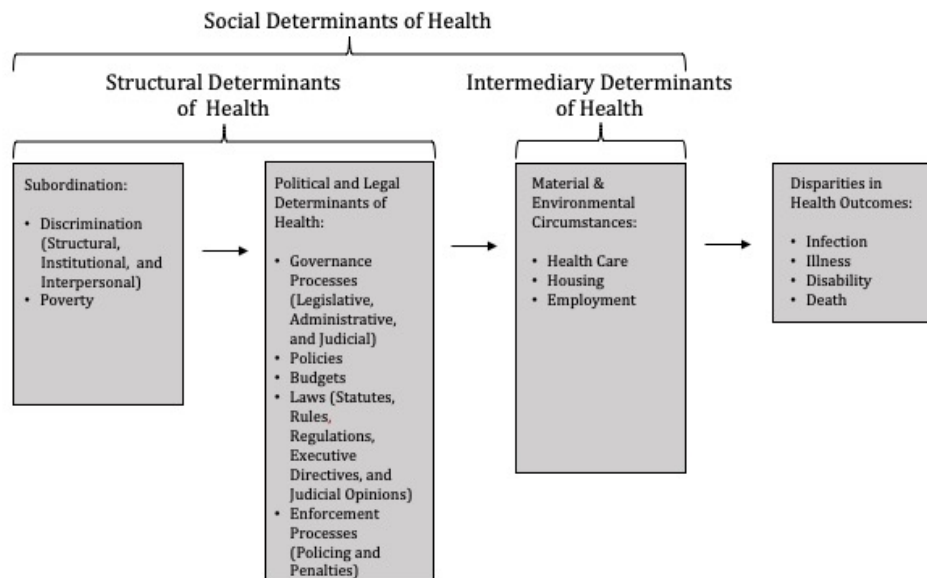 Social Determinants of Health
Structural Determinants
of Health
Intermediary Determinants
of Health
Subordination:
• Discrimination
(Structural,
Institutional, and
Interpersonal)
• Poverty
Political and Legal
Determinants of
Health:
• Governance
Processes
(Legislative,
Administrative,
and Judicial)
• Policies
• Budgets
• Laws (Statutes,
Rules,
Regulations,
Executive
Directives, and
Judicial Opinions)
• Enforcement
Processes
(Policing and
Penalties)
Material &
Environmental
Circumstances:
• Health Care
• Housing
• Employment
Disparities in
Health Outcomes:
• Infection
• Illness
• Disability
• Death